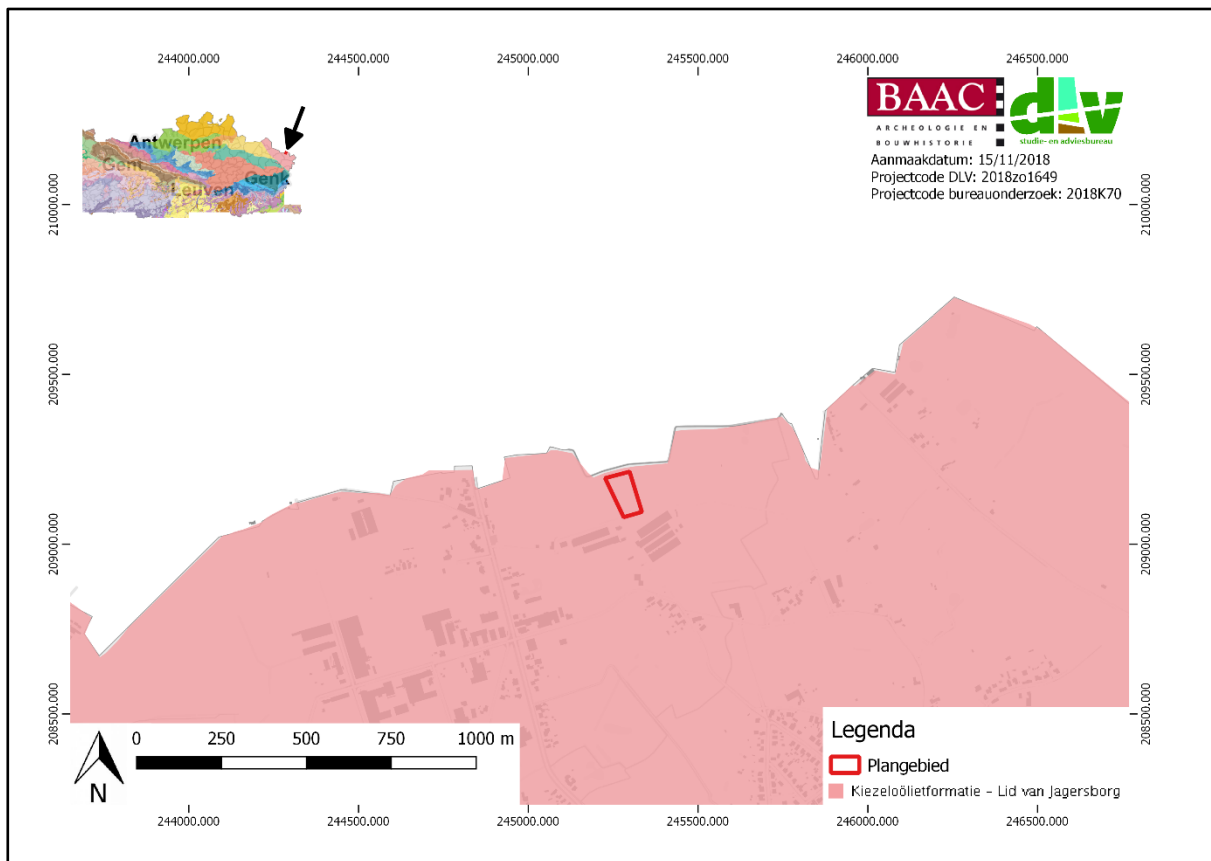 244000.000 244500.000 245000.000 245500.000 246000.000 246500.000
210000.000
209500.000
209000.000
208500.000
Antwerpen
Gent
Leuven
Genk
BAAC
ARCHEOLOGIE EN
BOUWHISTORIE
dlv
studie- en adviesbureau
Aanmaakdatum: 15/11/2018
Projectcode DLV: 2018zo1649
Projectcode bureauonderzoek: 2018K70
210000.000
209500.000
209000.000
208500.000
N
0 250 500 750 1000 m
Legenda
Plangebied
Kiezeloölietformatie - Lid van Jagersborg
244000.000 244500.000 245000.000 245500.000 246000.000 246500.000